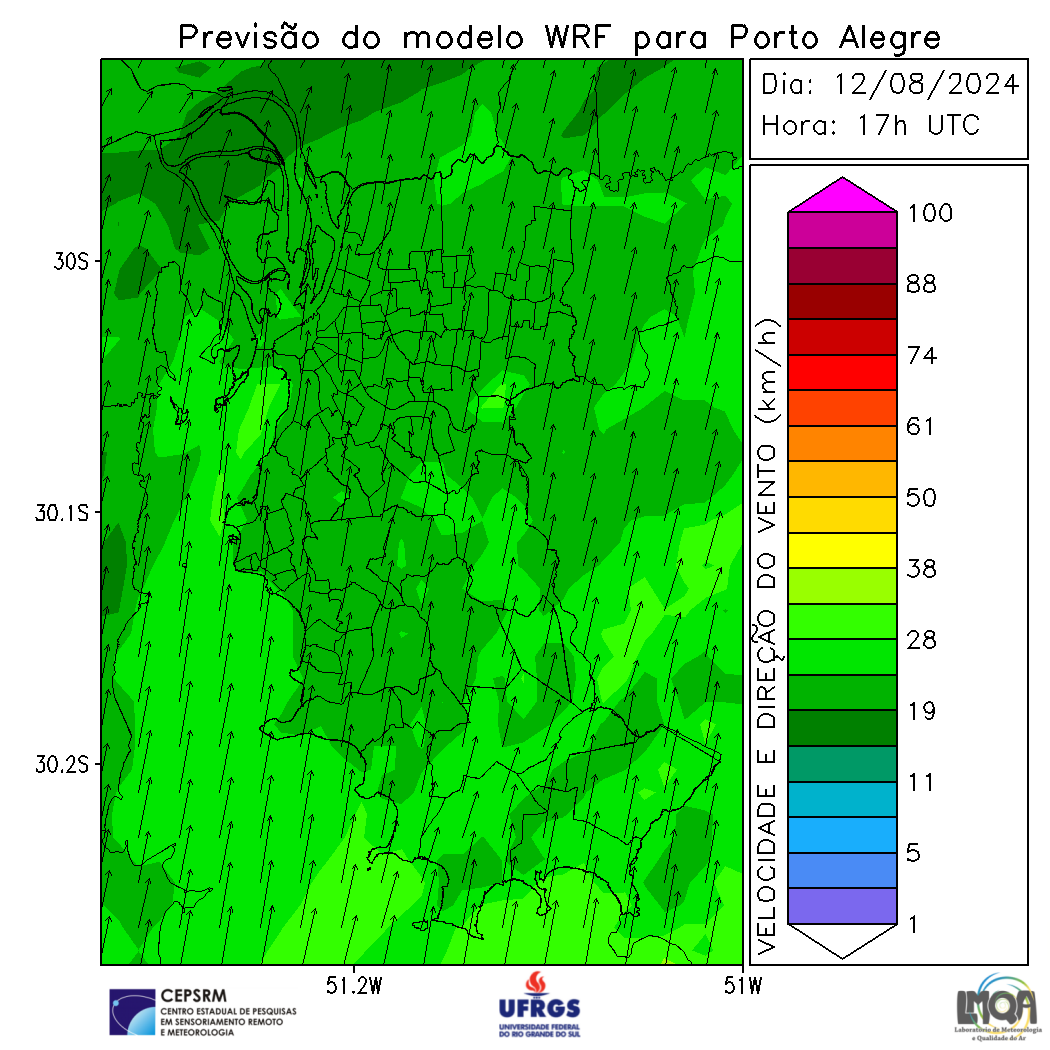 Previsão do modelo WRF para Porto Alegre
Dia: 12/08/2024
Hora: 17h UTC
VELOCIDADE E DIREÇÃO DO VENTO (km/h)
100
88
74
61
50
38
28
19
11
5
1
30S
30.1S
30.2S
51.2W
51W
CEPSRM
CENTRO ESTADUAL DE PESQUISAS
EM SENSORIAMENTO REMOTO
E METEOROLOGIA
UFRGS
UNIVERSIDADE FEDERAL
DO RIO GRANDE DO SUL
LMQA
Laboratório de Meteorologia
e Qualidade do Ar